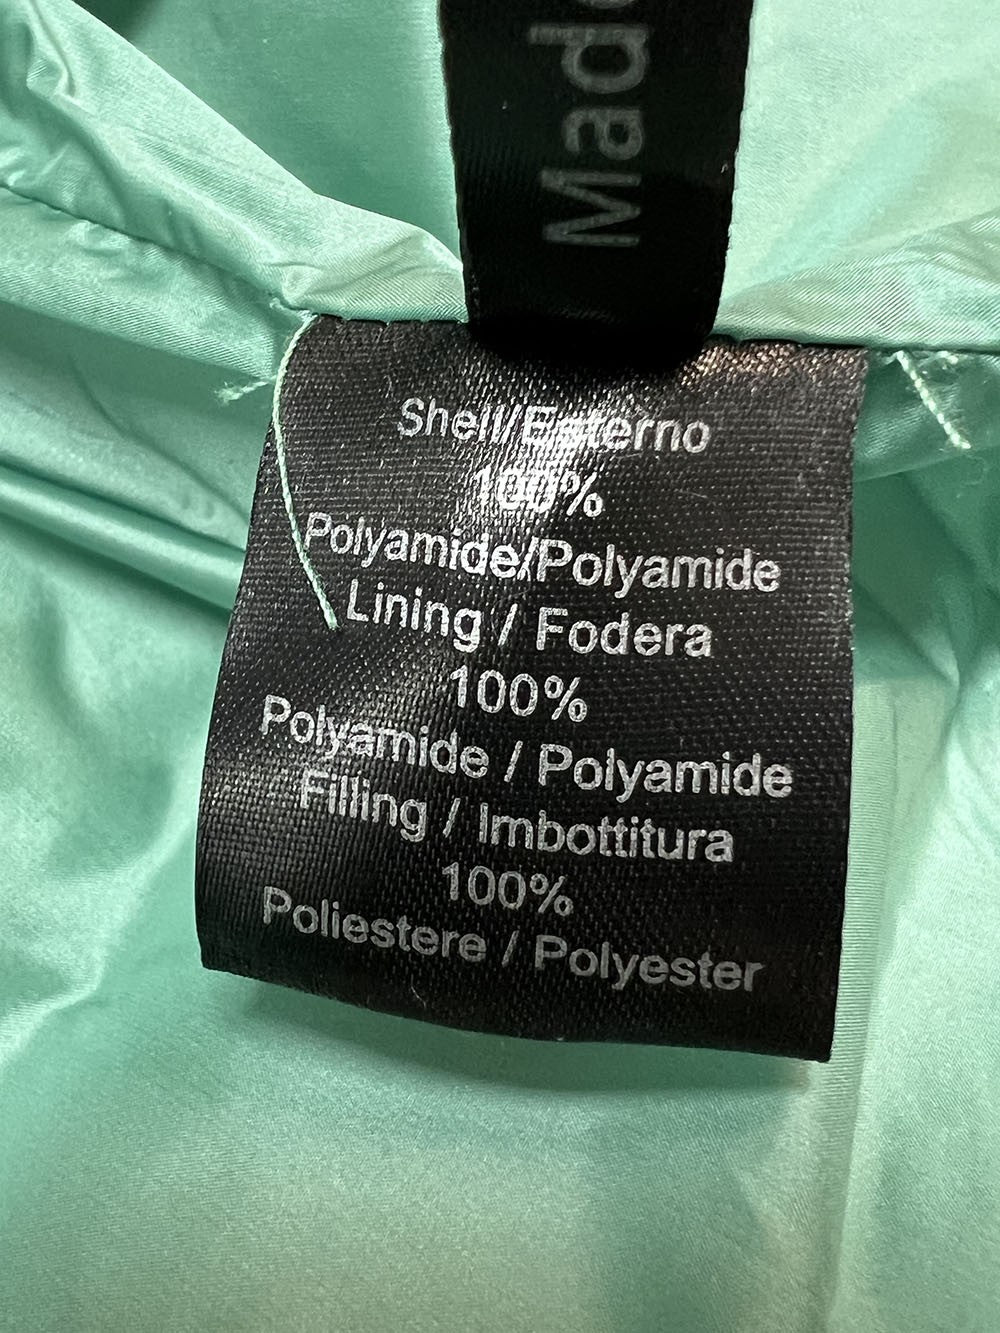 Made
Shell/Esterno
100%
Polyamide/Polyamide
Lining / Fodera
100%
Polyamide / Polyamide
Filling / Imbottitura
100%
Poliestere / Polyester